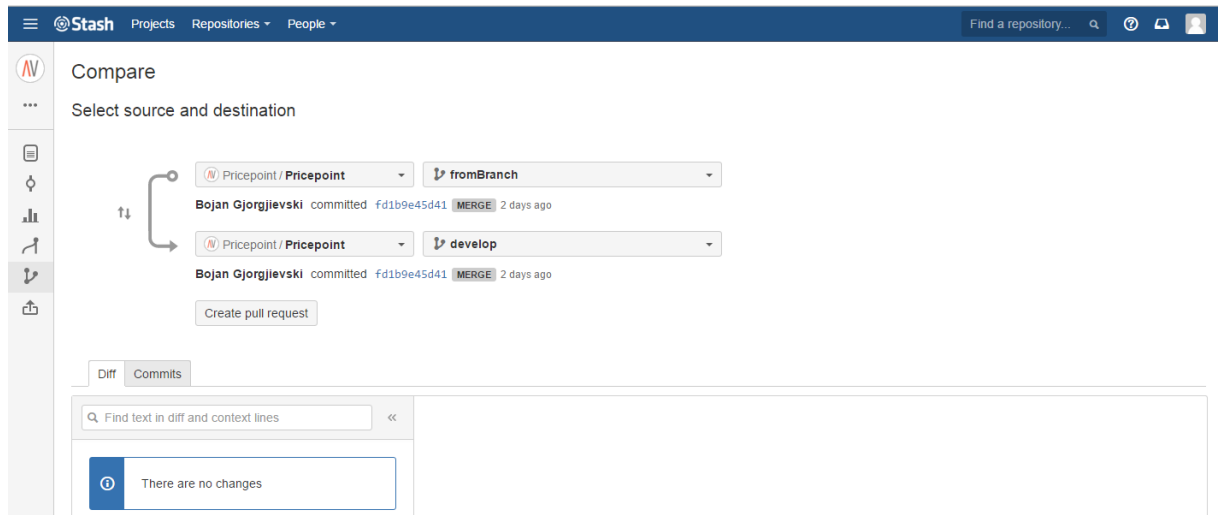 Stash Projects Repositories People Find a repository...
Compare
Select source and destination
Pricepoint / Pricepoint fromBranch
Bojan Gjorgjievski committed fd1b9e45d41 MERGE 2 days ago
Pricepoint / Pricepoint develop
Bojan Gjorgjievski committed fd1b9e45d41 MERGE 2 days ago
Create pull request
Diff Commits
Find text in diff and context lines
There are no changes